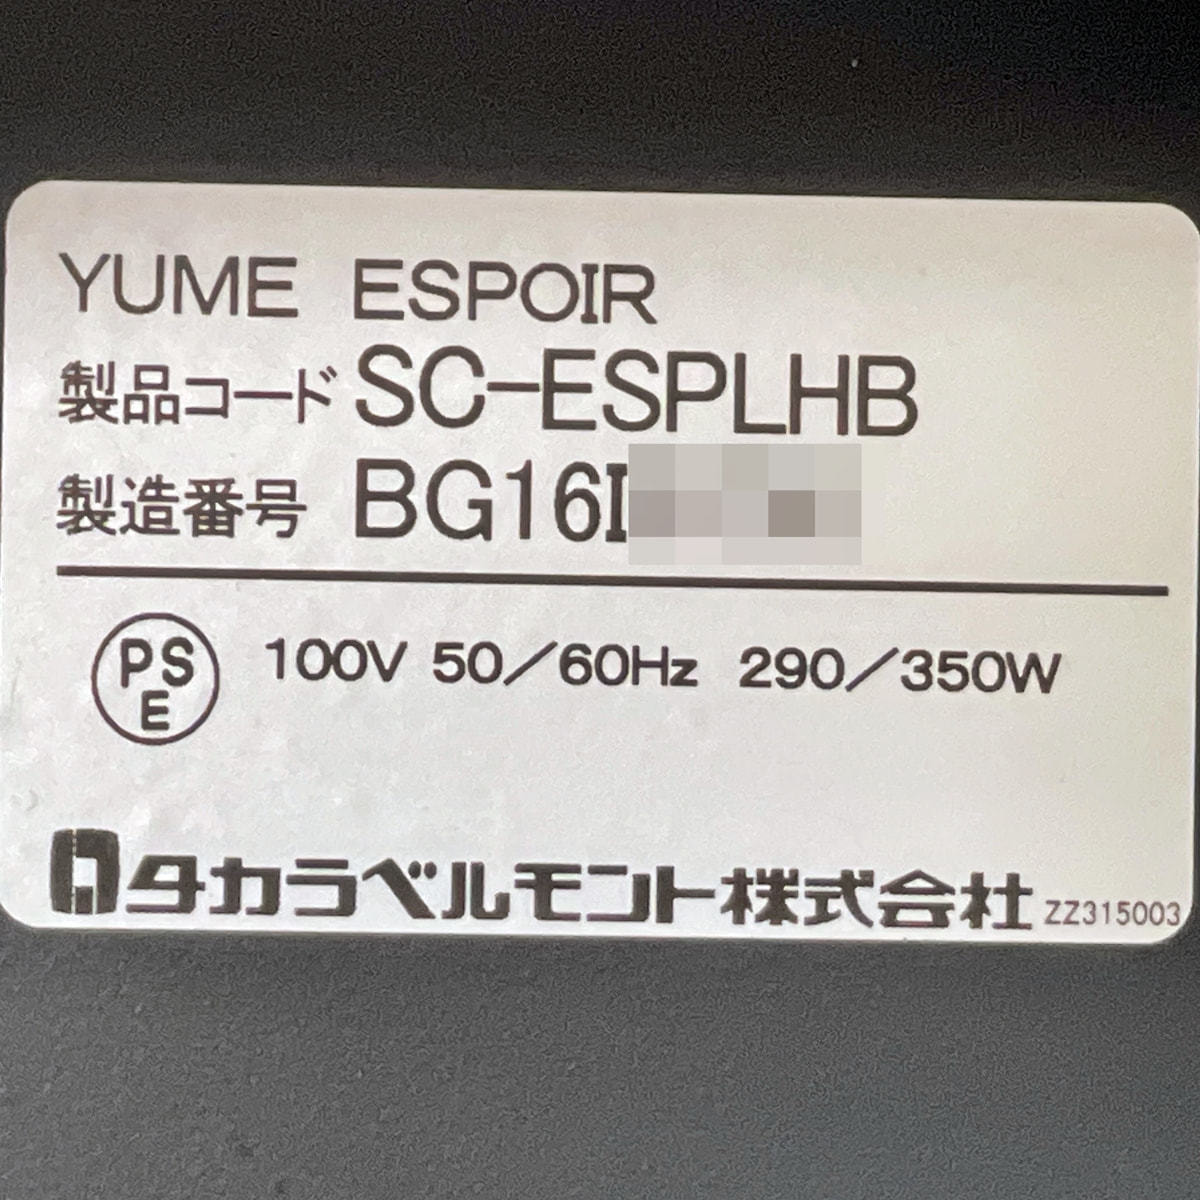 YUME ESPOIR
製品コード SC-ESPLHB
製造番号 BG16I
PSE 100V 50/60Hz 290/350W
タカラベルモント株式会社 ZZ315003